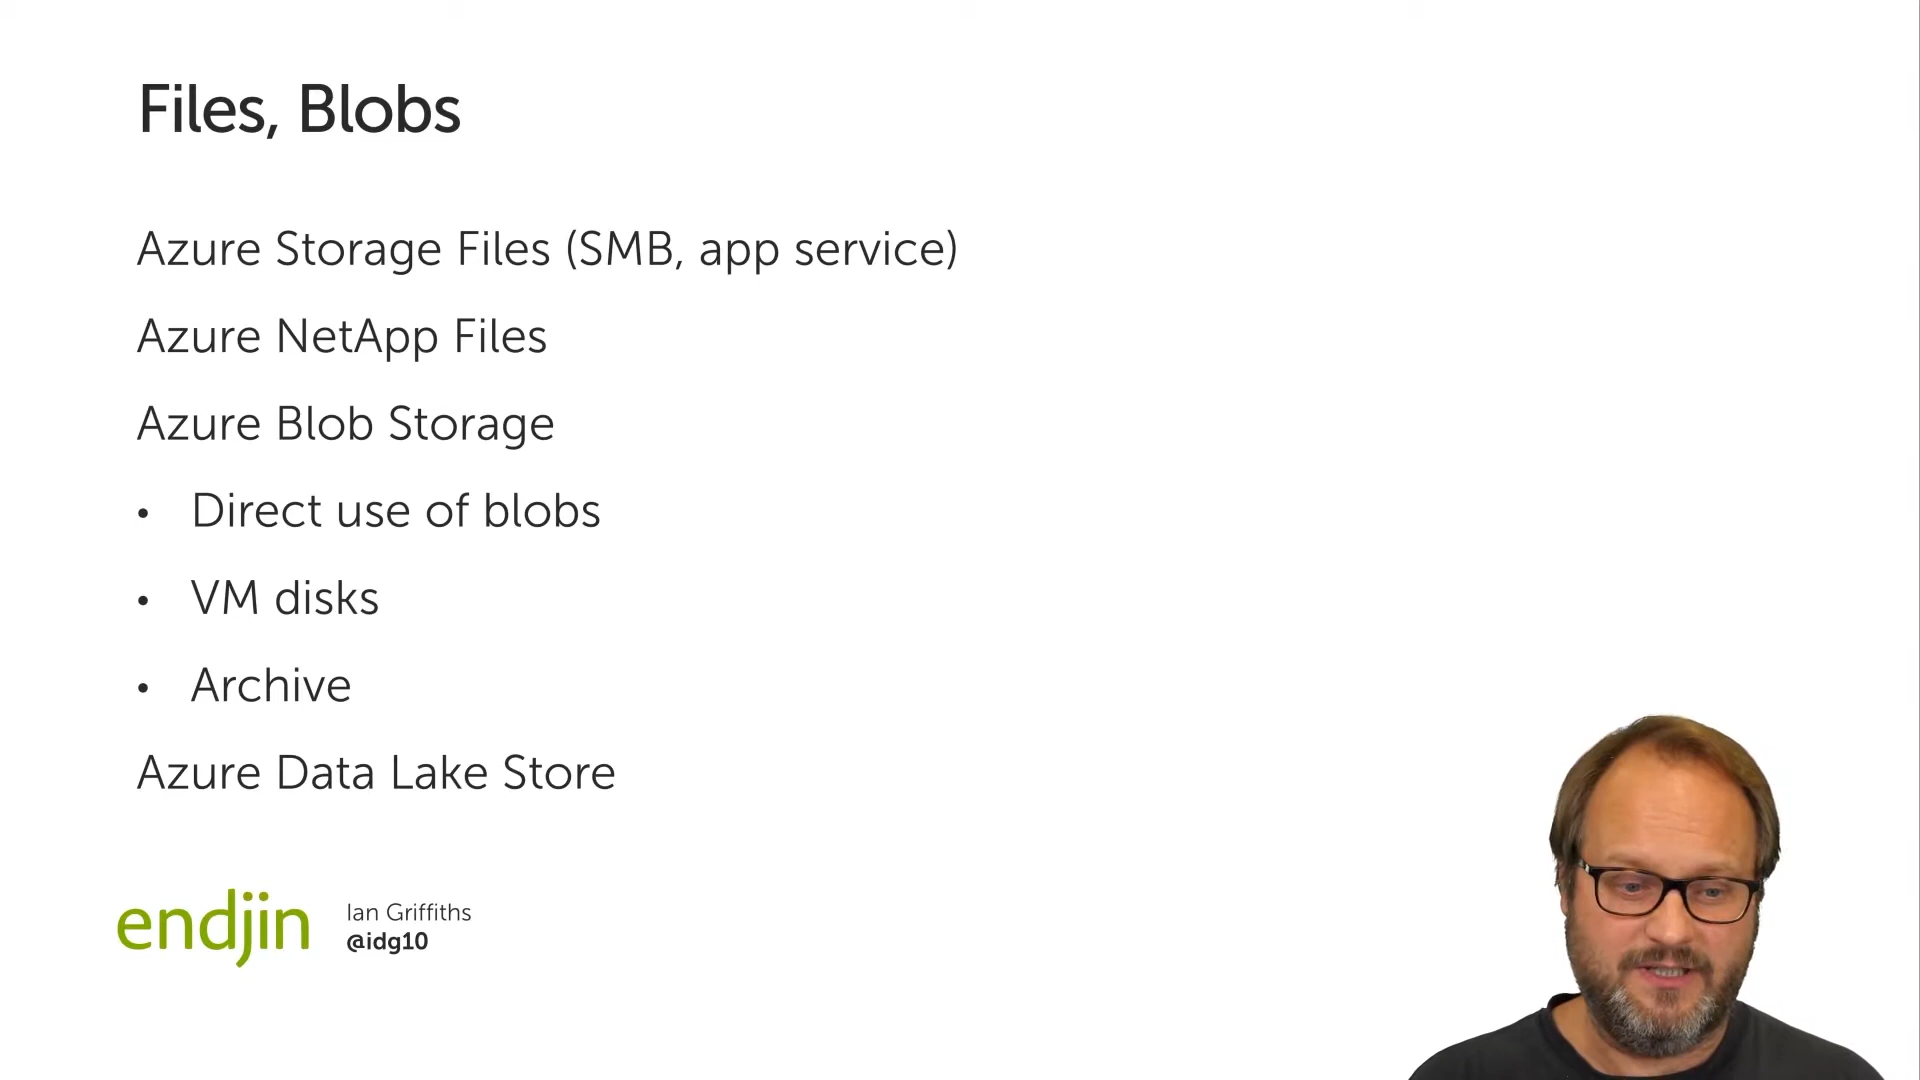 Files, Blobs
Azure Storage Files (SMB, app service)
Azure NetApp Files
Azure Blob Storage
• Direct use of blobs
• VM disks
• Archive
Azure Data Lake Store
endjin
Ian Griffiths
@idg10